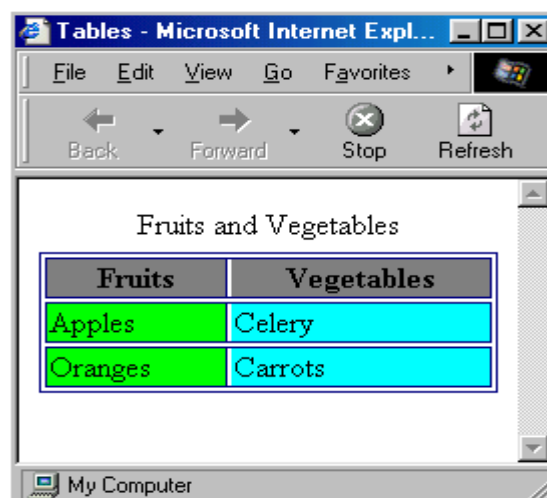 Tables - Microsoft Internet Expl...
File Edit View Go Favorites
Back Forward Stop Refresh
Fruits and Vegetables
Fruits Vegetables
Apples Celery
Oranges Carrots
My Computer